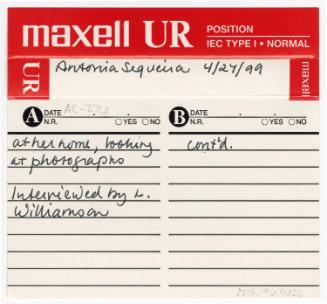 maxell UR POSITION
IEC TYPE I • NORMAL
UR Antonia Sequeira 4/27/99 maxell
A DATE AC-276
N.R. ○YES ○NO
at her home, looking
at photographs
Interviewed by L.
Williamson
B DATE
N.R. ○YES ○NO
cont'd.